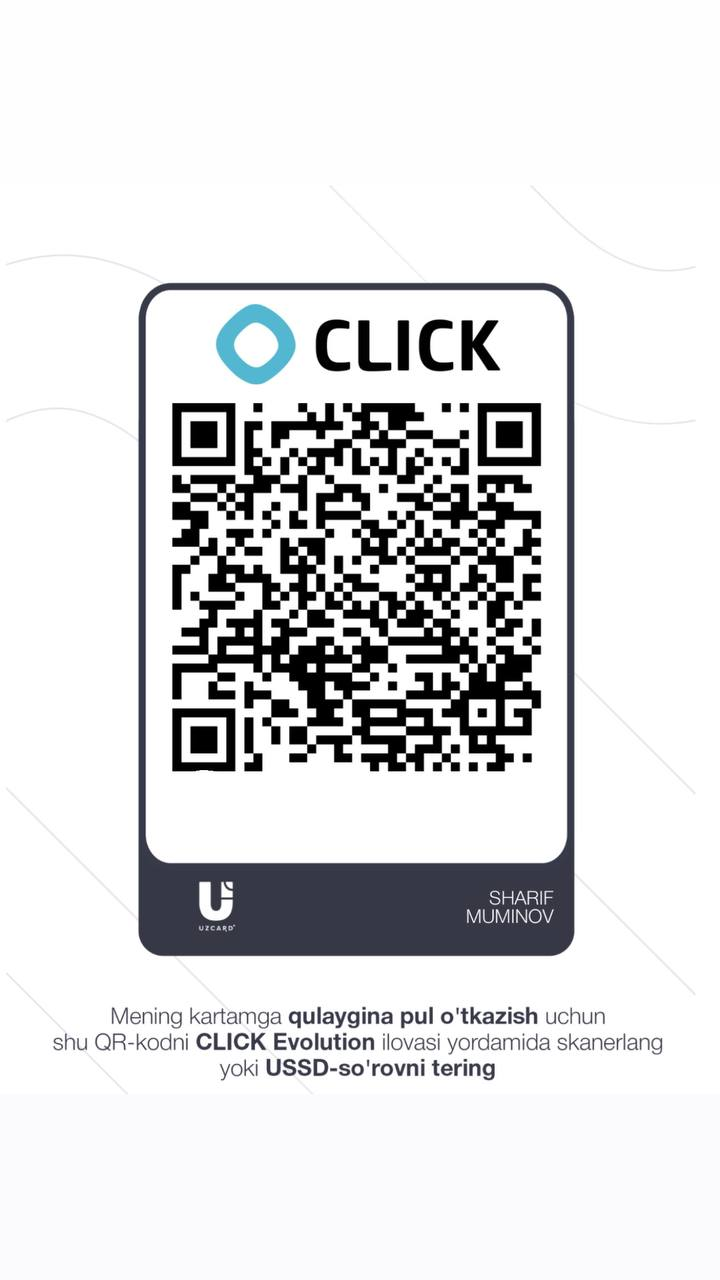 CLICK
UZCARD
SHARIF
MUMINOV
Mening kartamga qulaygina pul o'tkazish uchun
shu QR-kodni CLICK Evolution ilovasi yordamida skanerlang
yoki USSD-so'rovni tering